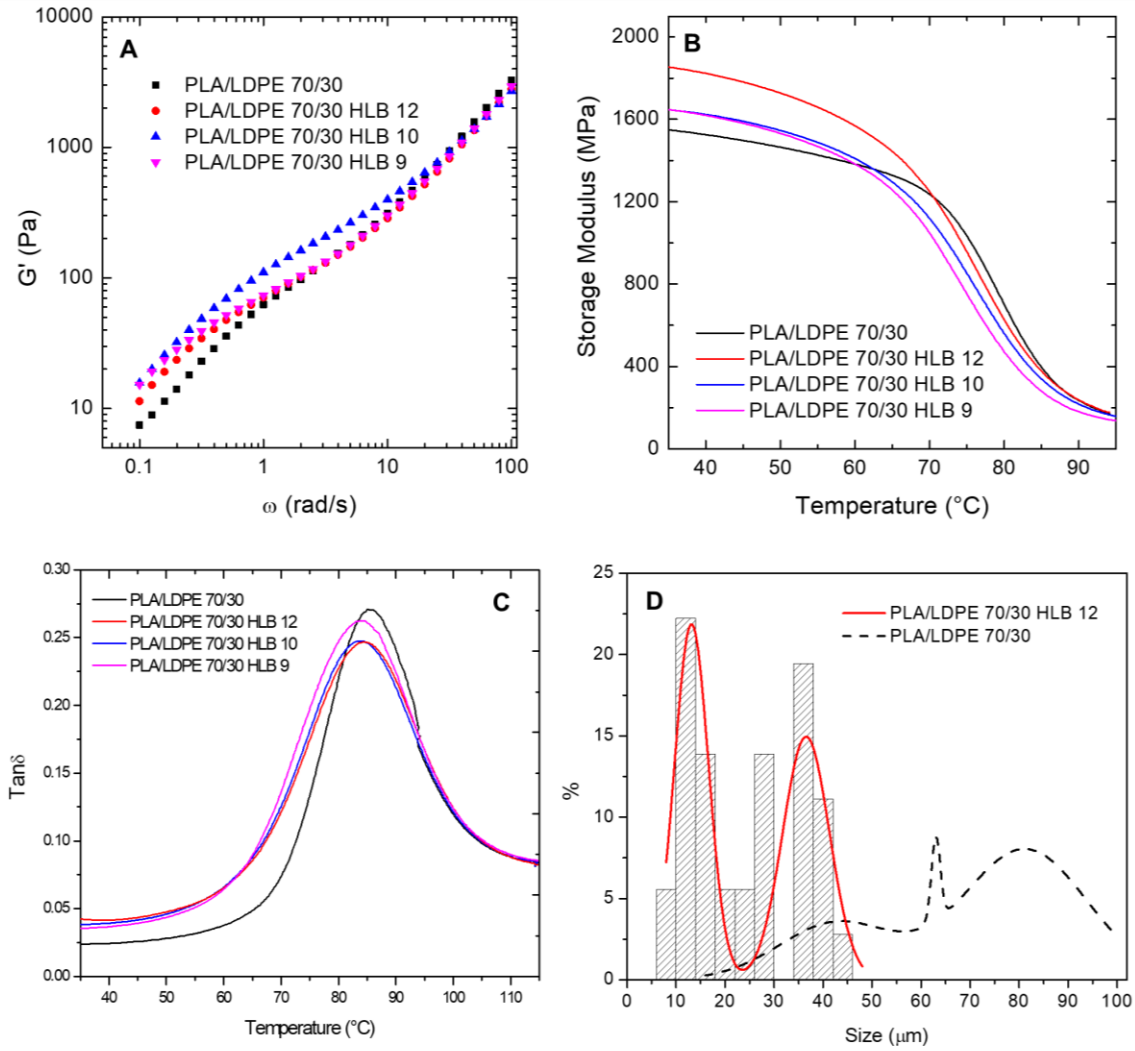 A
PLA/LDPE 70/30
PLA/LDPE 70/30 HLB 12
PLA/LDPE 70/30 HLB 10
PLA/LDPE 70/30 HLB 9
10000
1000
100
10
G' (Pa)
0.1 1 10 100
ω (rad/s)
B
2000
1600
1200
800
400
0
Storage Modulus (MPa)
PLA/LDPE 70/30
PLA/LDPE 70/30 HLB 12
PLA/LDPE 70/30 HLB 10
PLA/LDPE 70/30 HLB 9
40 50 60 70 80 90
Temperature (°C)
C
PLA/LDPE 70/30
PLA/LDPE 70/30 HLB 12
PLA/LDPE 70/30 HLB 10
PLA/LDPE 70/30 HLB 9
0.30
0.25
0.20
0.15
0.10
0.05
0.00
Tanδ
40 50 60 70 80 90 100 110
Temperature (°C)
D
PLA/LDPE 70/30 HLB 12
PLA/LDPE 70/30
25
20
15
10
5
0
%
0 10 20 30 40 50 60 70 80 90 100
Size (μm)